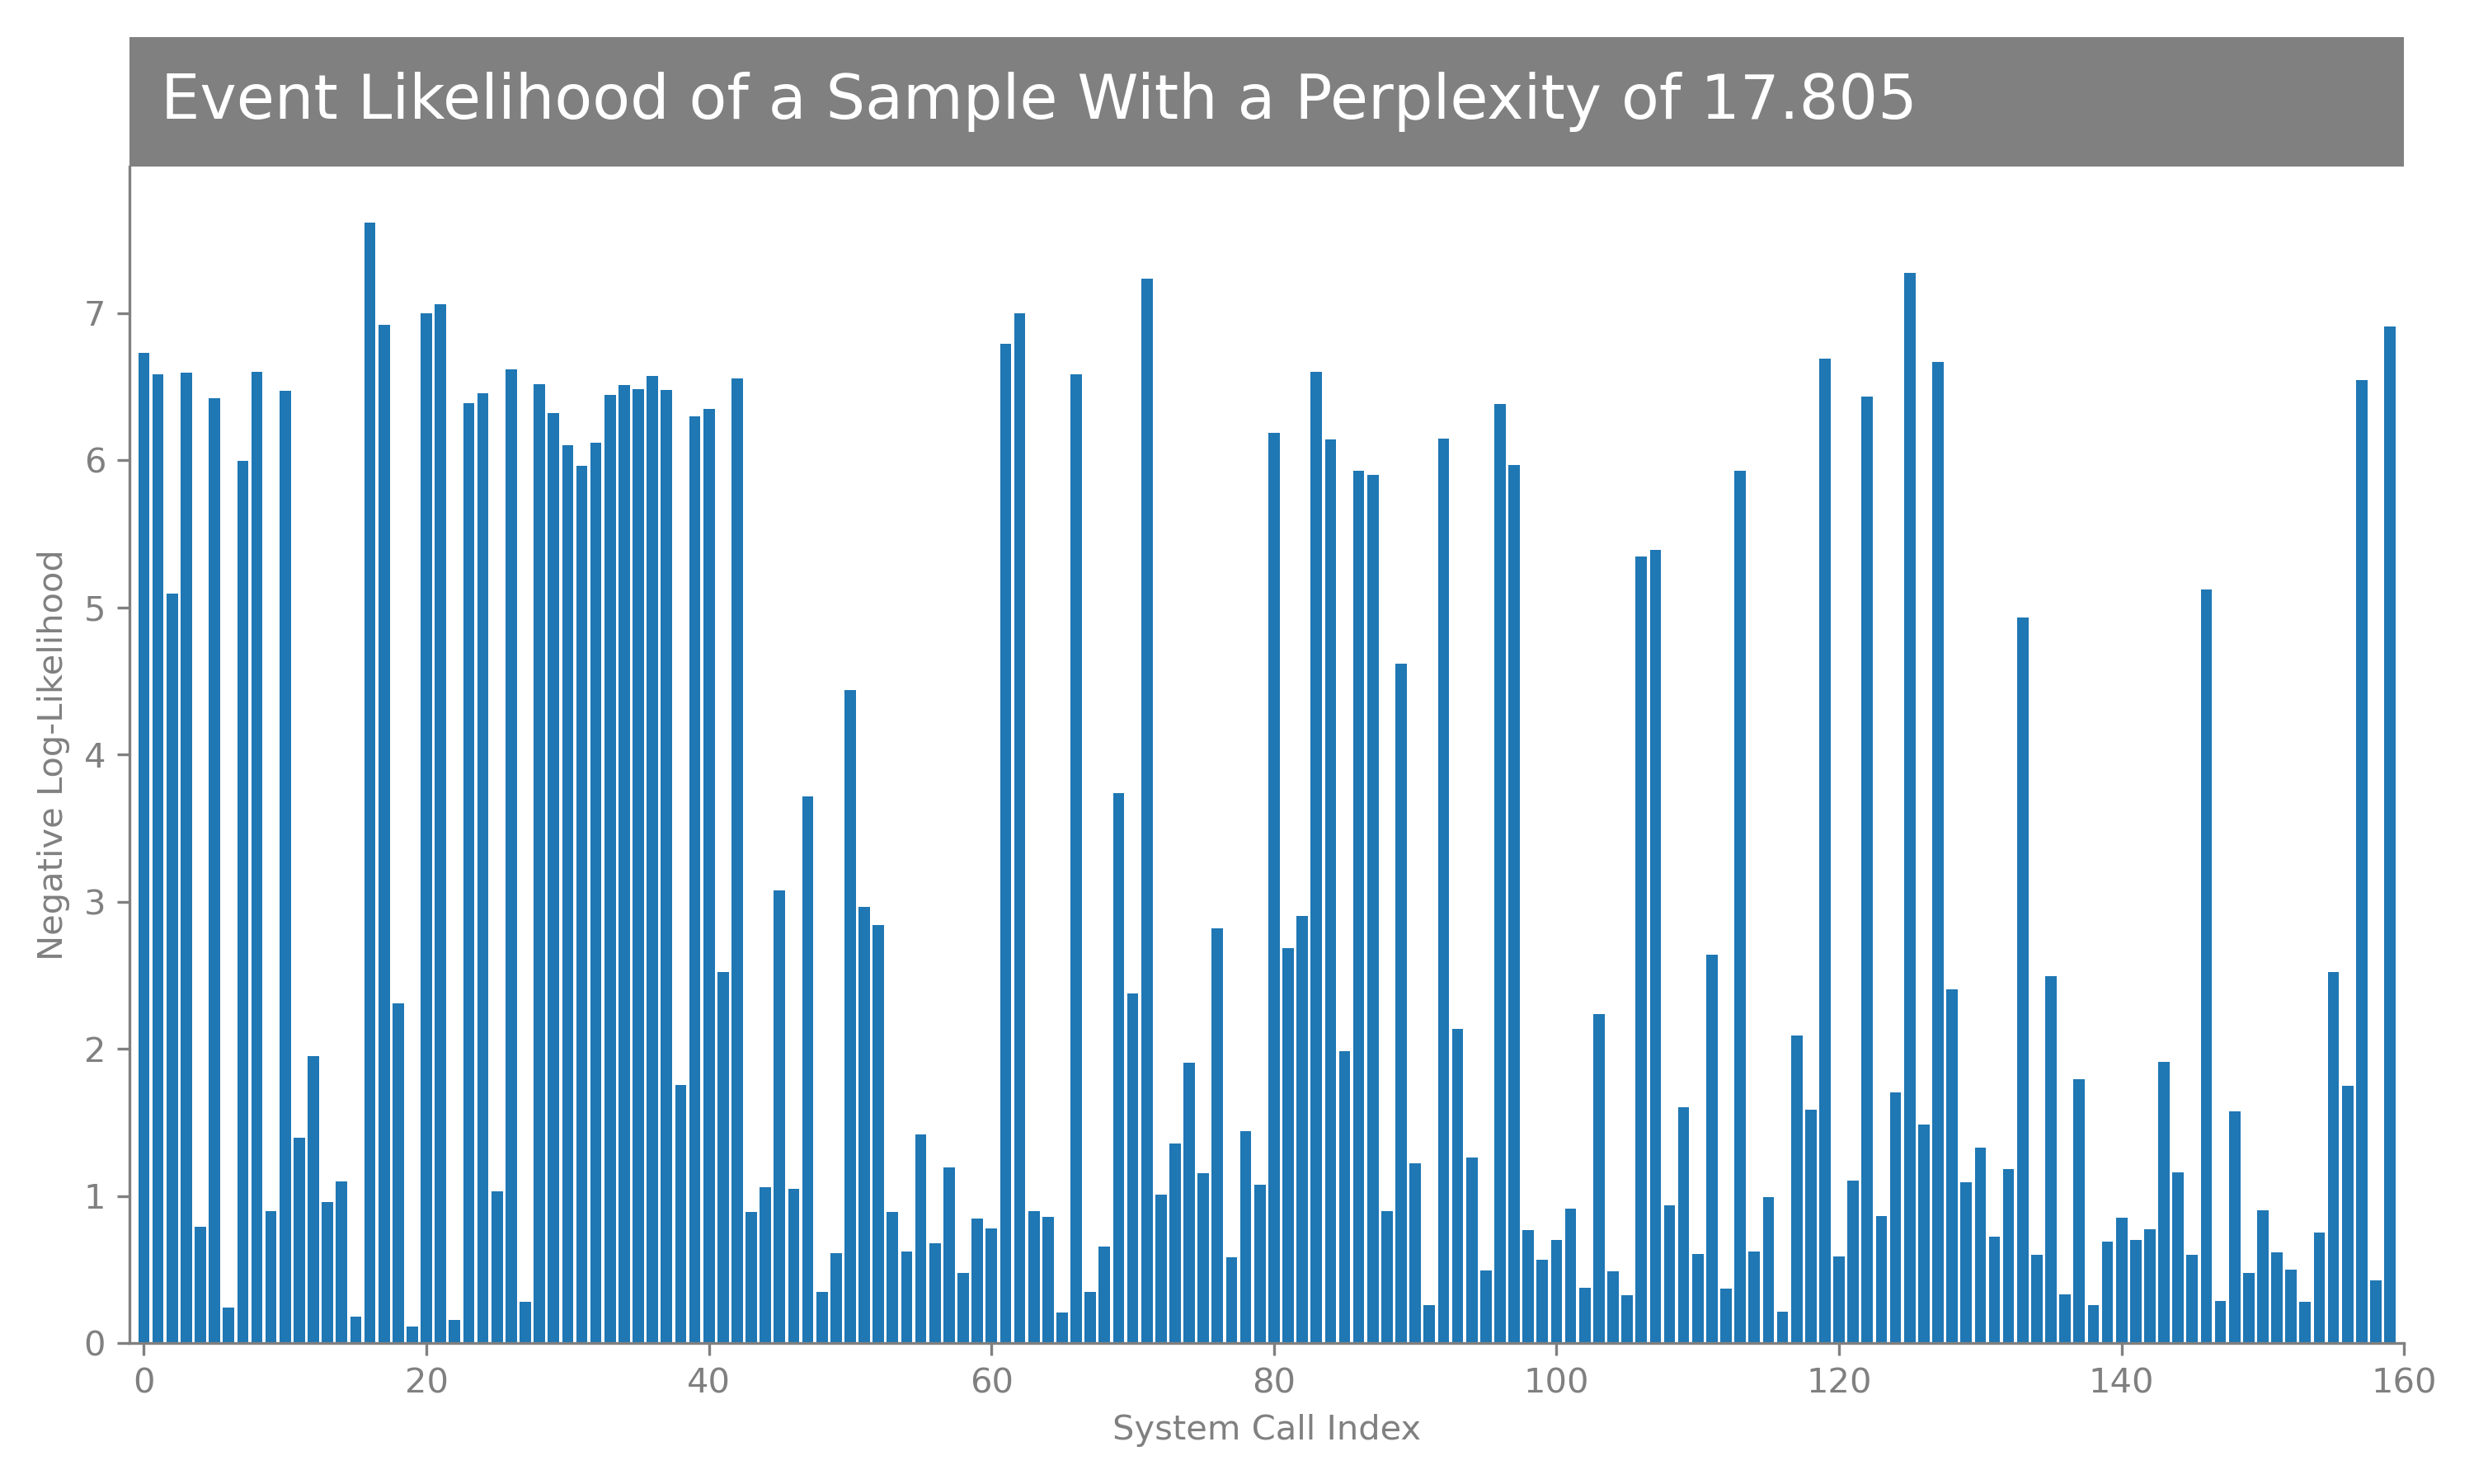 Event Likelihood of a Sample With a Perplexity of 17.805
7
6
5
4
3
2
1
0
Negative Log-Likelihood
0 20 40 60 80 100 120 140 160
System Call Index